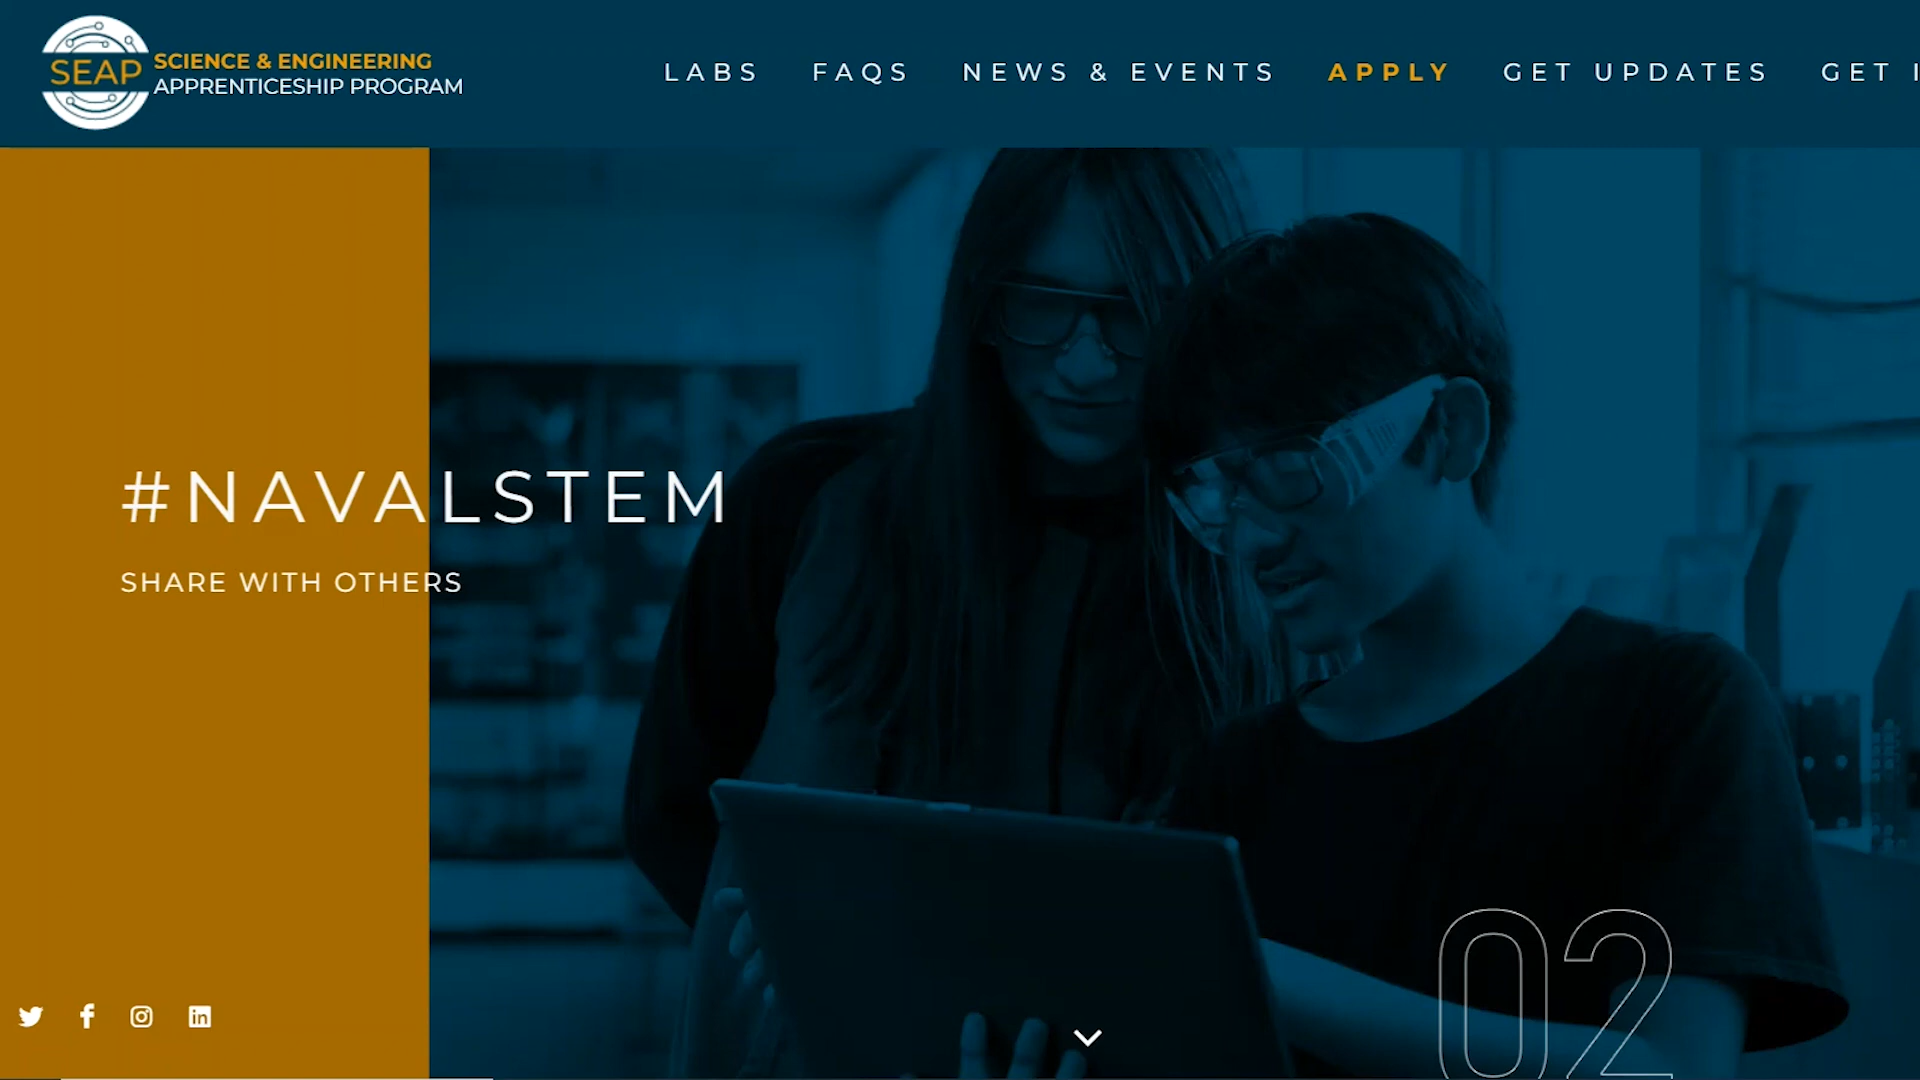 SEAP
SCIENCE & ENGINEERING
APPRENTICESHIP PROGRAM
LABS
FAQS
NEWS & EVENTS
APPLY
GET UPDATES
GET
#NAVALSTEM
SHARE WITH OTHERS
02